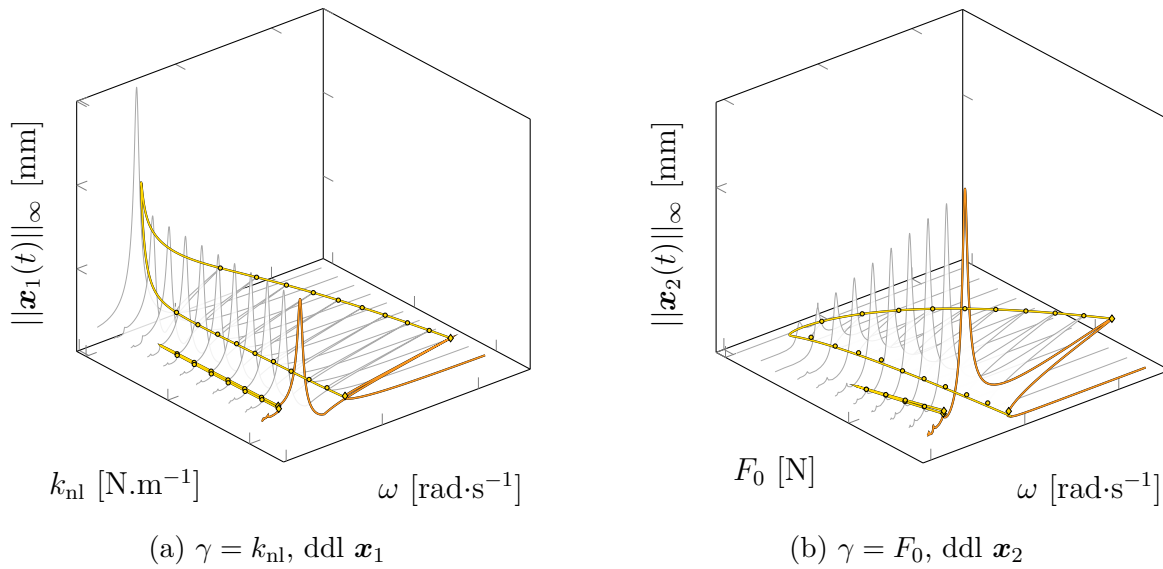 ||𝒙₁(t)||∞ [mm]
k_nl [N.m⁻¹]
ω [rad·s⁻¹]
(a) γ = k_nl, ddl 𝒙₁
||𝒙₂(t)||∞ [mm]
F₀ [N]
ω [rad·s⁻¹]
(b) γ = F₀, ddl 𝒙₂